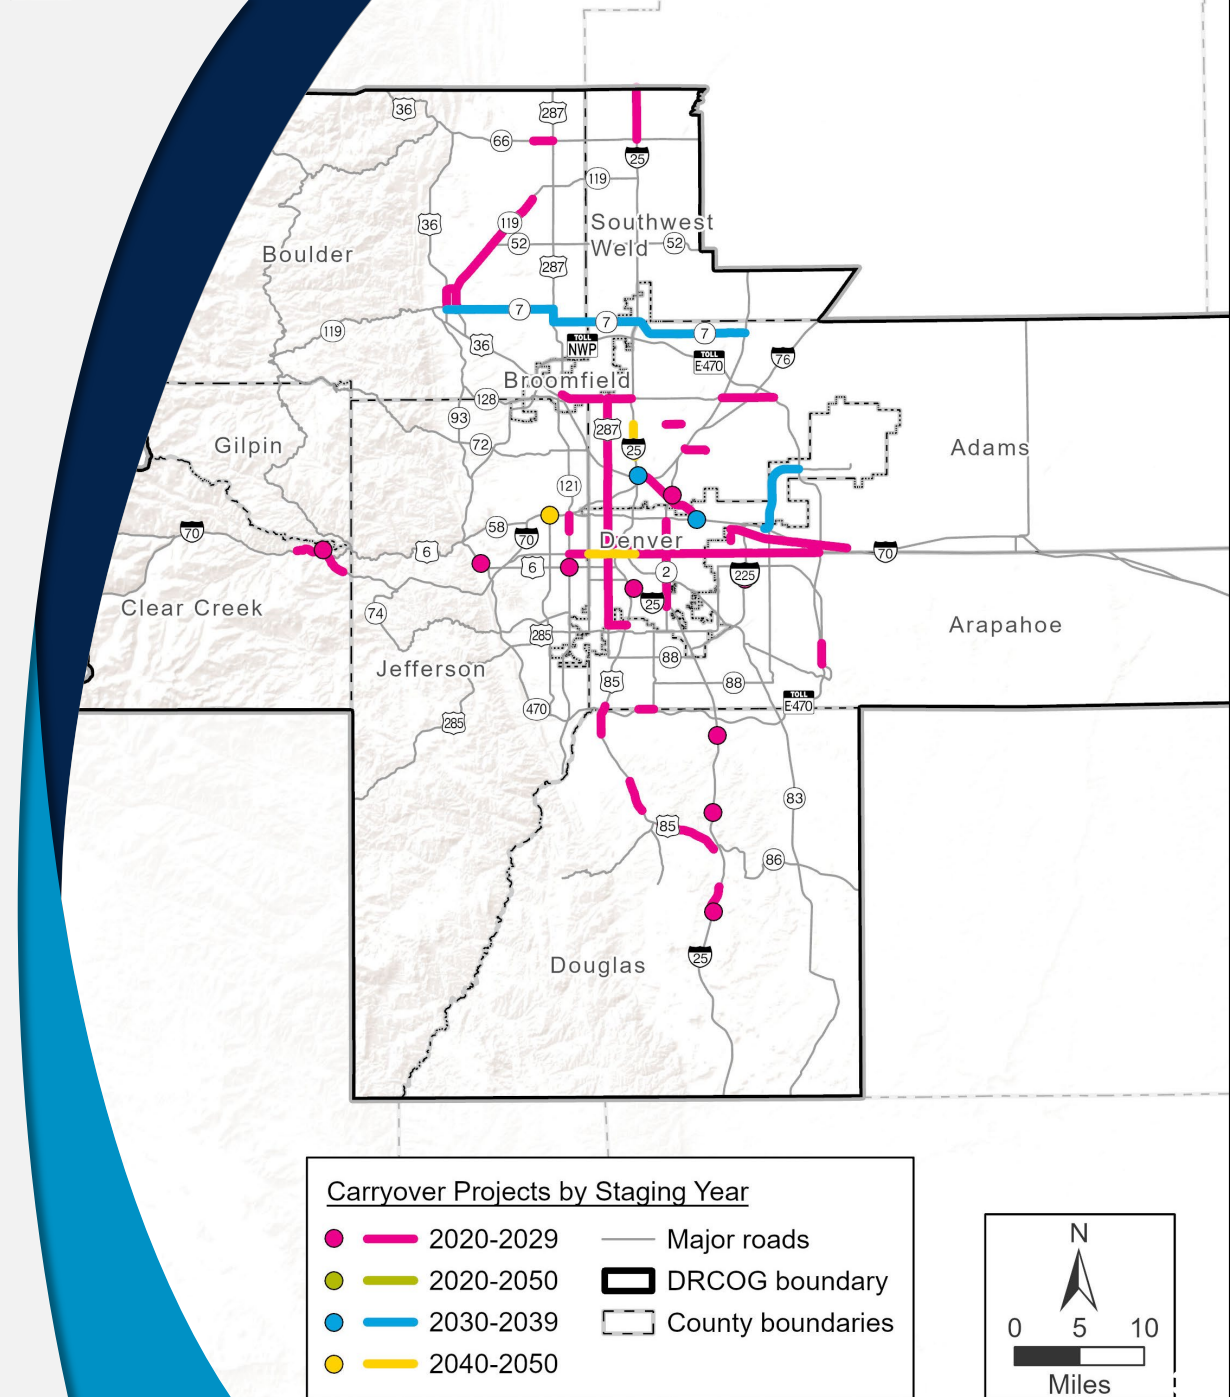 36
287
66
25
119
36
119
Southwest
Weld
52
52
Boulder
287
7
7
7
119
36
TOLL
NWP
TOLL
E470
76
Broomfield
128
93
287
Gilpin
72
25
Adams
121
58
70
70
Denver
70
6
6
2
225
Clear Creek
74
25
285
Arapahoe
88
Jefferson
85
88
TOLL
E470
470
285
83
85
86
25
Douglas
Carryover Projects by Staging Year
2020-2029
Major roads
2020-2050
DRCOG boundary
2030-2039
County boundaries
2040-2050
N
0 5 10
Miles